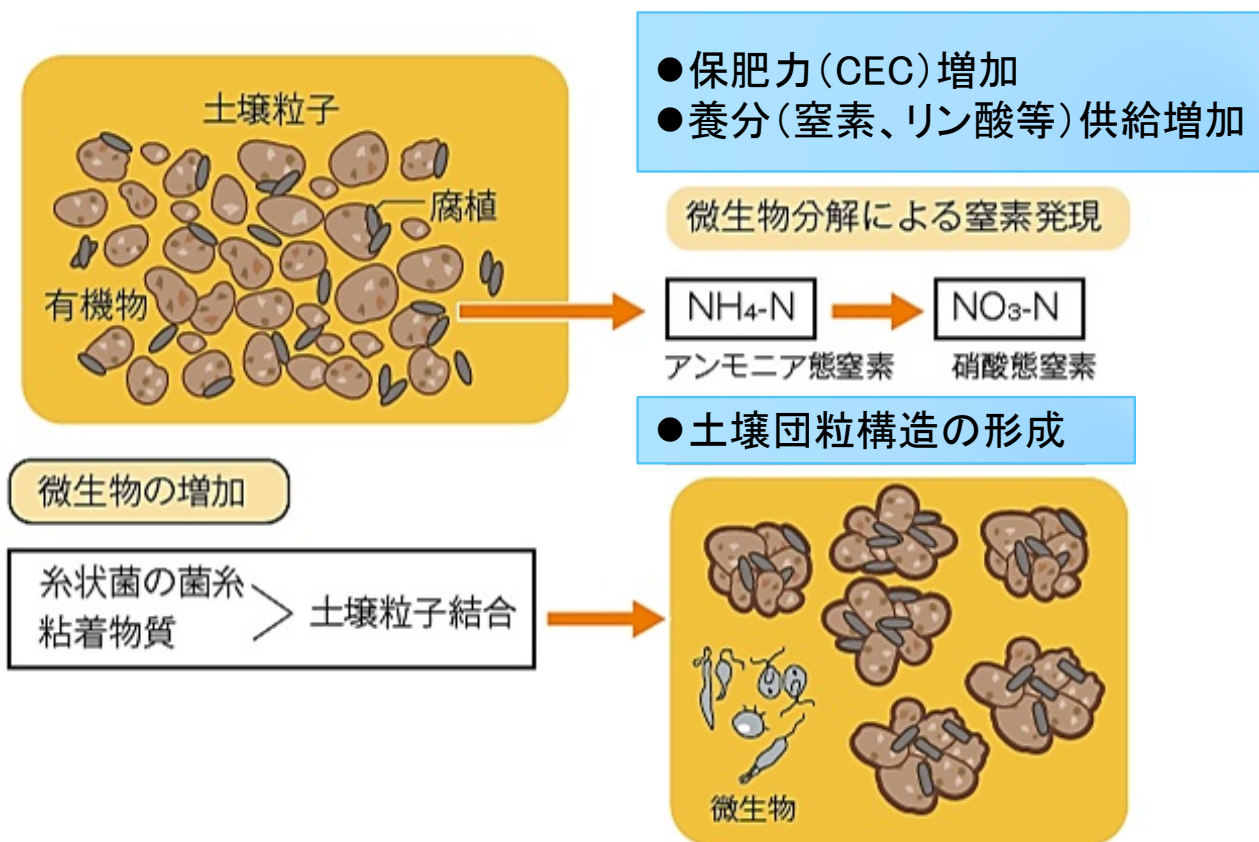 ●保肥力(CEC)増加
●養分(窒素、リン酸等)供給増加
土壌粒子
腐植
有機物
微生物分解による窒素発現
NH₄-N
NO₃-N
アンモニア態窒素
硝酸態窒素
●土壌団粒構造の形成
微生物の増加
糸状菌の菌糸
粘着物質
土壌粒子結合
微生物